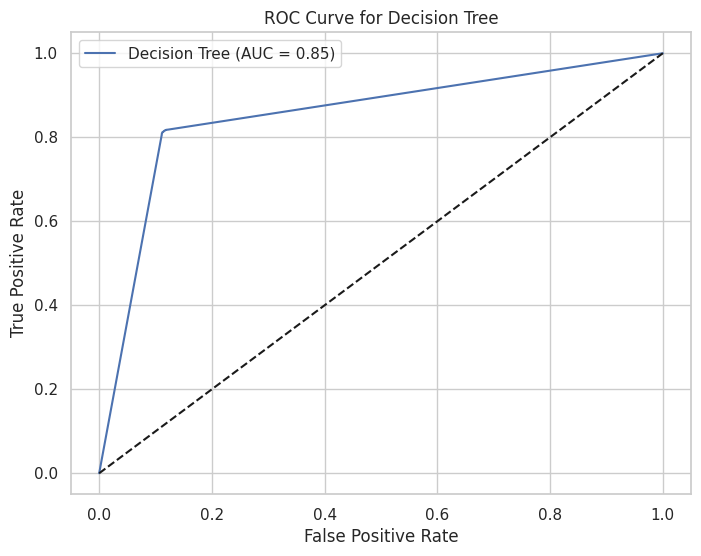 ROC Curve for Decision Tree
Decision Tree (AUC = 0.85)
True Positive Rate
1.0
0.8
0.6
0.4
0.2
0.0
0.0 0.2 0.4 0.6 0.8 1.0
False Positive Rate